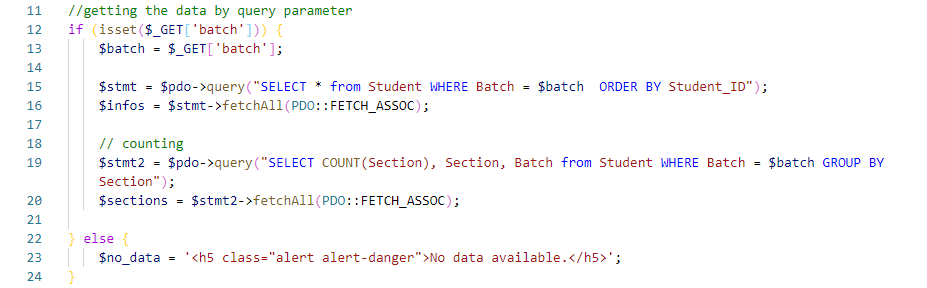 11 //getting the data by query parameter
12 if (isset($_GET['batch'])) {
13 $batch = $_GET['batch'];
14
15 $stmt = $pdo->query("SELECT * from Student WHERE Batch = $batch  ORDER BY Student_ID");
16 $infos = $stmt->fetchAll(PDO::FETCH_ASSOC);
17
18 // counting
19 $stmt2 = $pdo->query("SELECT COUNT(Section), Section, Batch from Student WHERE Batch = $batch GROUP BY
Section");
20 $sections = $stmt2->fetchAll(PDO::FETCH_ASSOC);
21
22 } else {
23 $no_data = '<h5 class="alert alert-danger">No data available.</h5>';
24 }